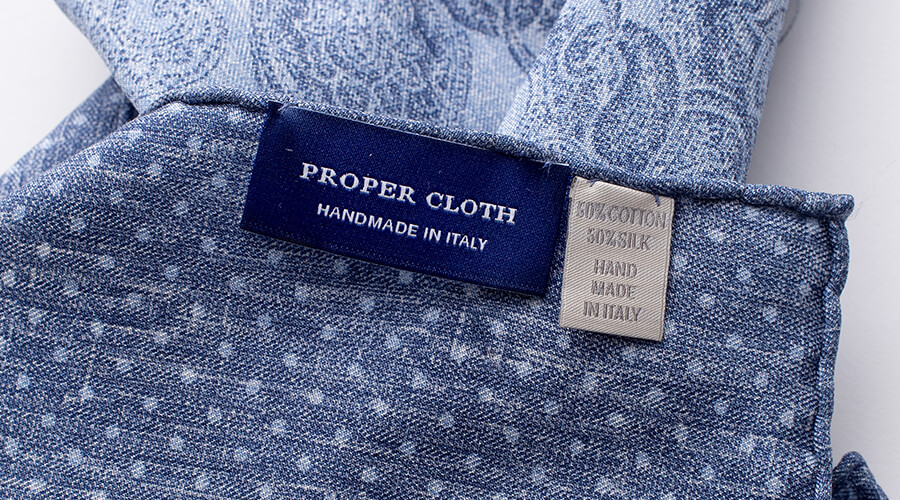 PROPER CLOTH
HANDMADE IN ITALY
50% COTTON
50% SILK
HAND
MADE
IN ITALY